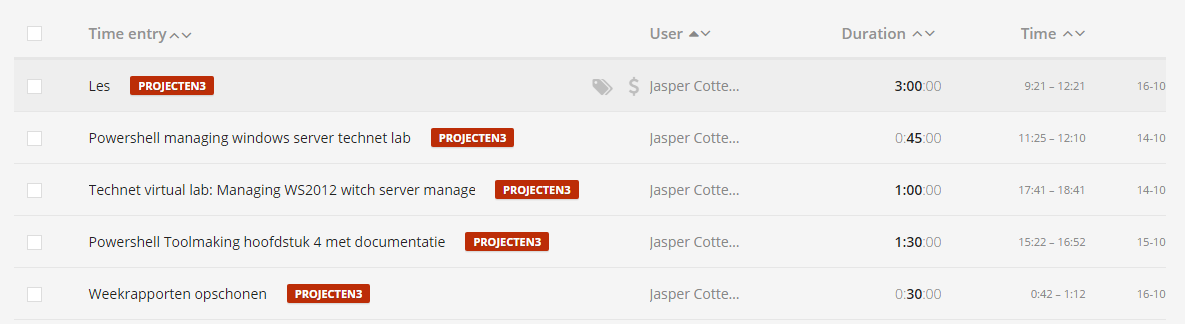 Time entry User Duration Time
Les PROJECTEN3 $ Jasper Cotte... 3:00:00 9:21 – 12:21 16-10
Powershell managing windows server technet lab PROJECTEN3 Jasper Cotte... 0:45:00 11:25 – 12:10 14-10
Technet virtual lab: Managing WS2012 witch server manage PROJECTEN3 Jasper Cotte... 1:00:00 17:41 – 18:41 14-10
Powershell Toolmaking hoofdstuk 4 met documentatie PROJECTEN3 Jasper Cotte... 1:30:00 15:22 – 16:52 15-10
Weekrapporten opschonen PROJECTEN3 Jasper Cotte... 0:30:00 0:42 – 1:12 16-10